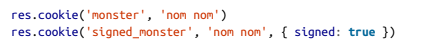 res.cookie('monster', 'nom nom')
res.cookie('signed_monster', 'nom nom', { signed: true })